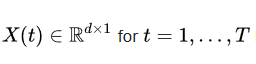 X(t) ∈ ℝ^{d×1} for t = 1, . . . , T